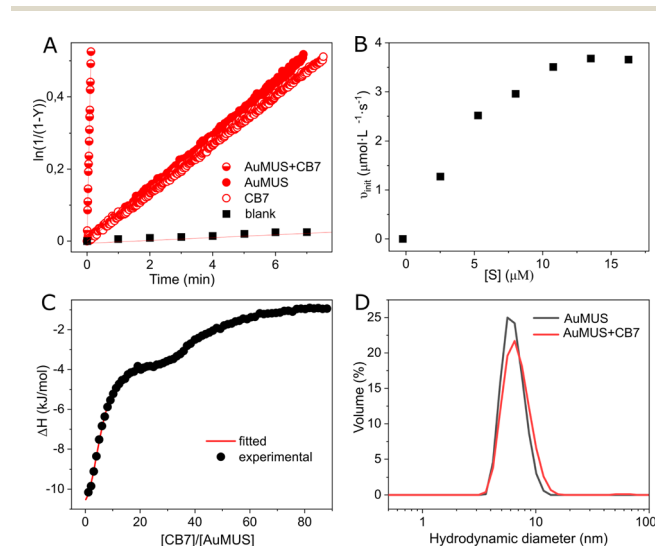 A
ln(1/(1-Y))
0,4
0,2
0
AuMUS+CB7
AuMUS
CB7
blank
0 2 4 6
Time (min)
B
υinit (μmol·L⁻¹·s⁻¹)
4
3
2
1
0
0 5 10 15
[S] (μM)
C
ΔH (kJ/mol)
-2
-4
-6
-8
-10
fitted
experimental
0 20 40 60 80
[CB7]/[AuMUS]
D
Volume (%)
25
20
15
10
5
0
AuMUS
AuMUS+CB7
1 10 100
Hydrodynamic diameter (nm)